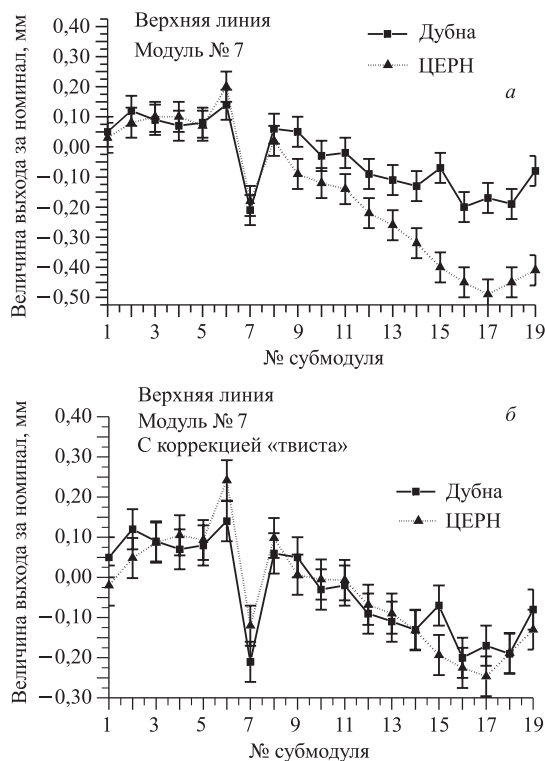 Верхняя линия
Модуль № 7
Дубна
ЦЕРН
а
Величина выхода за номинал, мм
0,40
0,30
0,20
0,10
0,00
−0,10
−0,20
−0,30
−0,40
−0,50
1 3 5 7 9 11 13 15 17 19
№ субмодуля
Верхняя линия
Модуль № 7
С коррекцией «твиста»
Дубна
ЦЕРН
б
Величина выхода за номинал, мм
0,40
0,30
0,20
0,10
0,00
−0,10
−0,20
−0,30
1 3 5 7 9 11 13 15 17 19
№ субмодуля